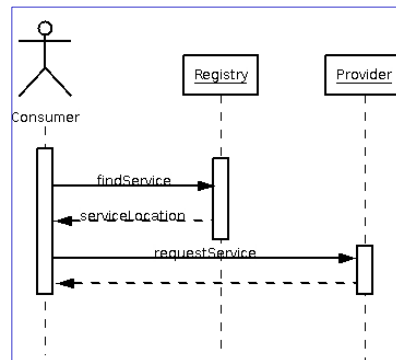 Registry
Provider
Consumer
findService
serviceLocation
requestService